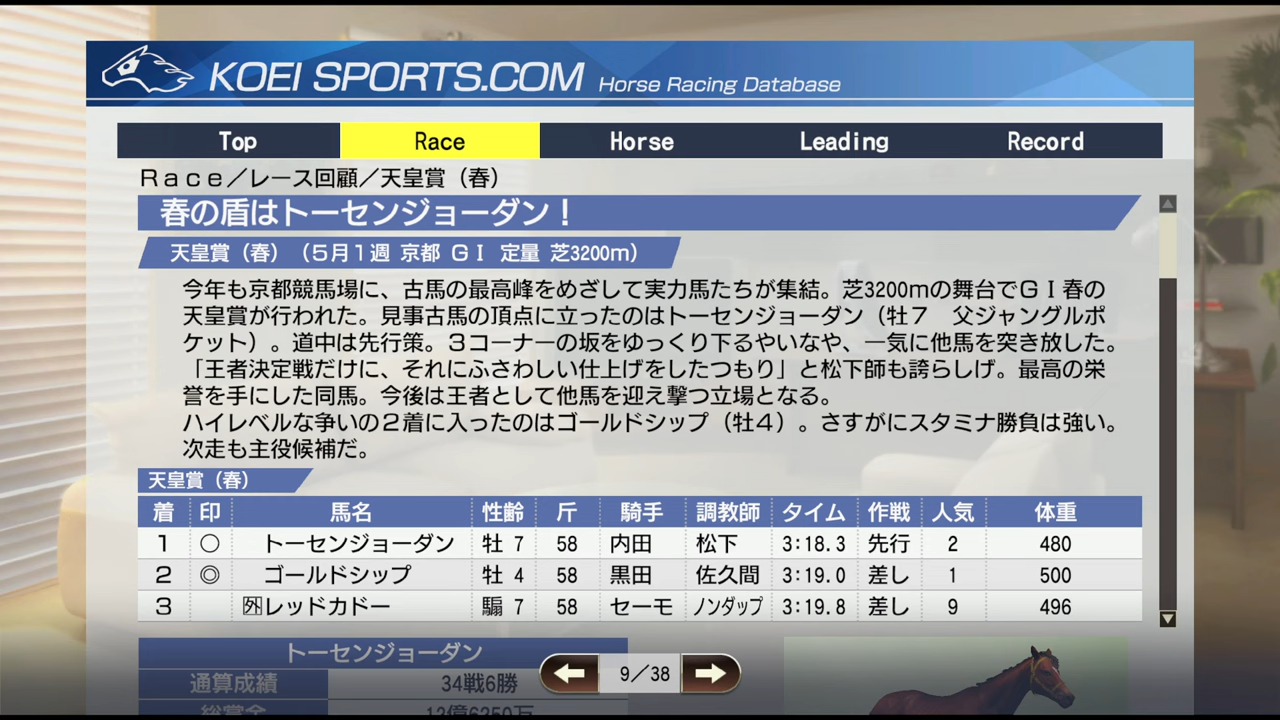 KOEI SPORTS.COM Horse Racing Database
Top Race Horse Leading Record
Race／レース回顧／天皇賞（春）
春の盾はトーセンジョーダン！
天皇賞（春）（５月１週 京都 ＧⅠ 定量 芝3200m）
今年も京都競馬場に、古馬の最高峰をめざして実力馬たちが集結。芝3200mの舞台でＧⅠ春の
天皇賞が行われた。見事古馬の頂点に立ったのはトーセンジョーダン（牡７　父ジャングルポ
ケット）。道中は先行策。３コーナーの坂をゆっくり下るやいなや、一気に他馬を突き放した。
「王者決定戦だけに、それにふさわしい仕上げをしたつもり」と松下師も誇らしげ。最高の栄
誉を手にした同馬。今後は王者として他馬を迎え撃つ立場となる。
ハイレベルな争いの２着に入ったのはゴールドシップ（牡４）。さすがにスタミナ勝負は強い。
次走も主役候補だ。
天皇賞（春）
着 印 馬名 性齢 斤 騎手 調教師 タイム 作戦 人気 体重
1 ○ トーセンジョーダン 牡 7 58 内田 松下 3:18.3 先行 2 480
2 ◎ ゴールドシップ 牡 4 58 黒田 佐久間 3:19.0 差し 1 500
3 外 レッドカドー 騸 7 58 セーモ ノンダップ 3:19.8 差し 9 496
トーセンジョーダン
通算成績 34戦6勝
9／38
総賞金 12億6250万